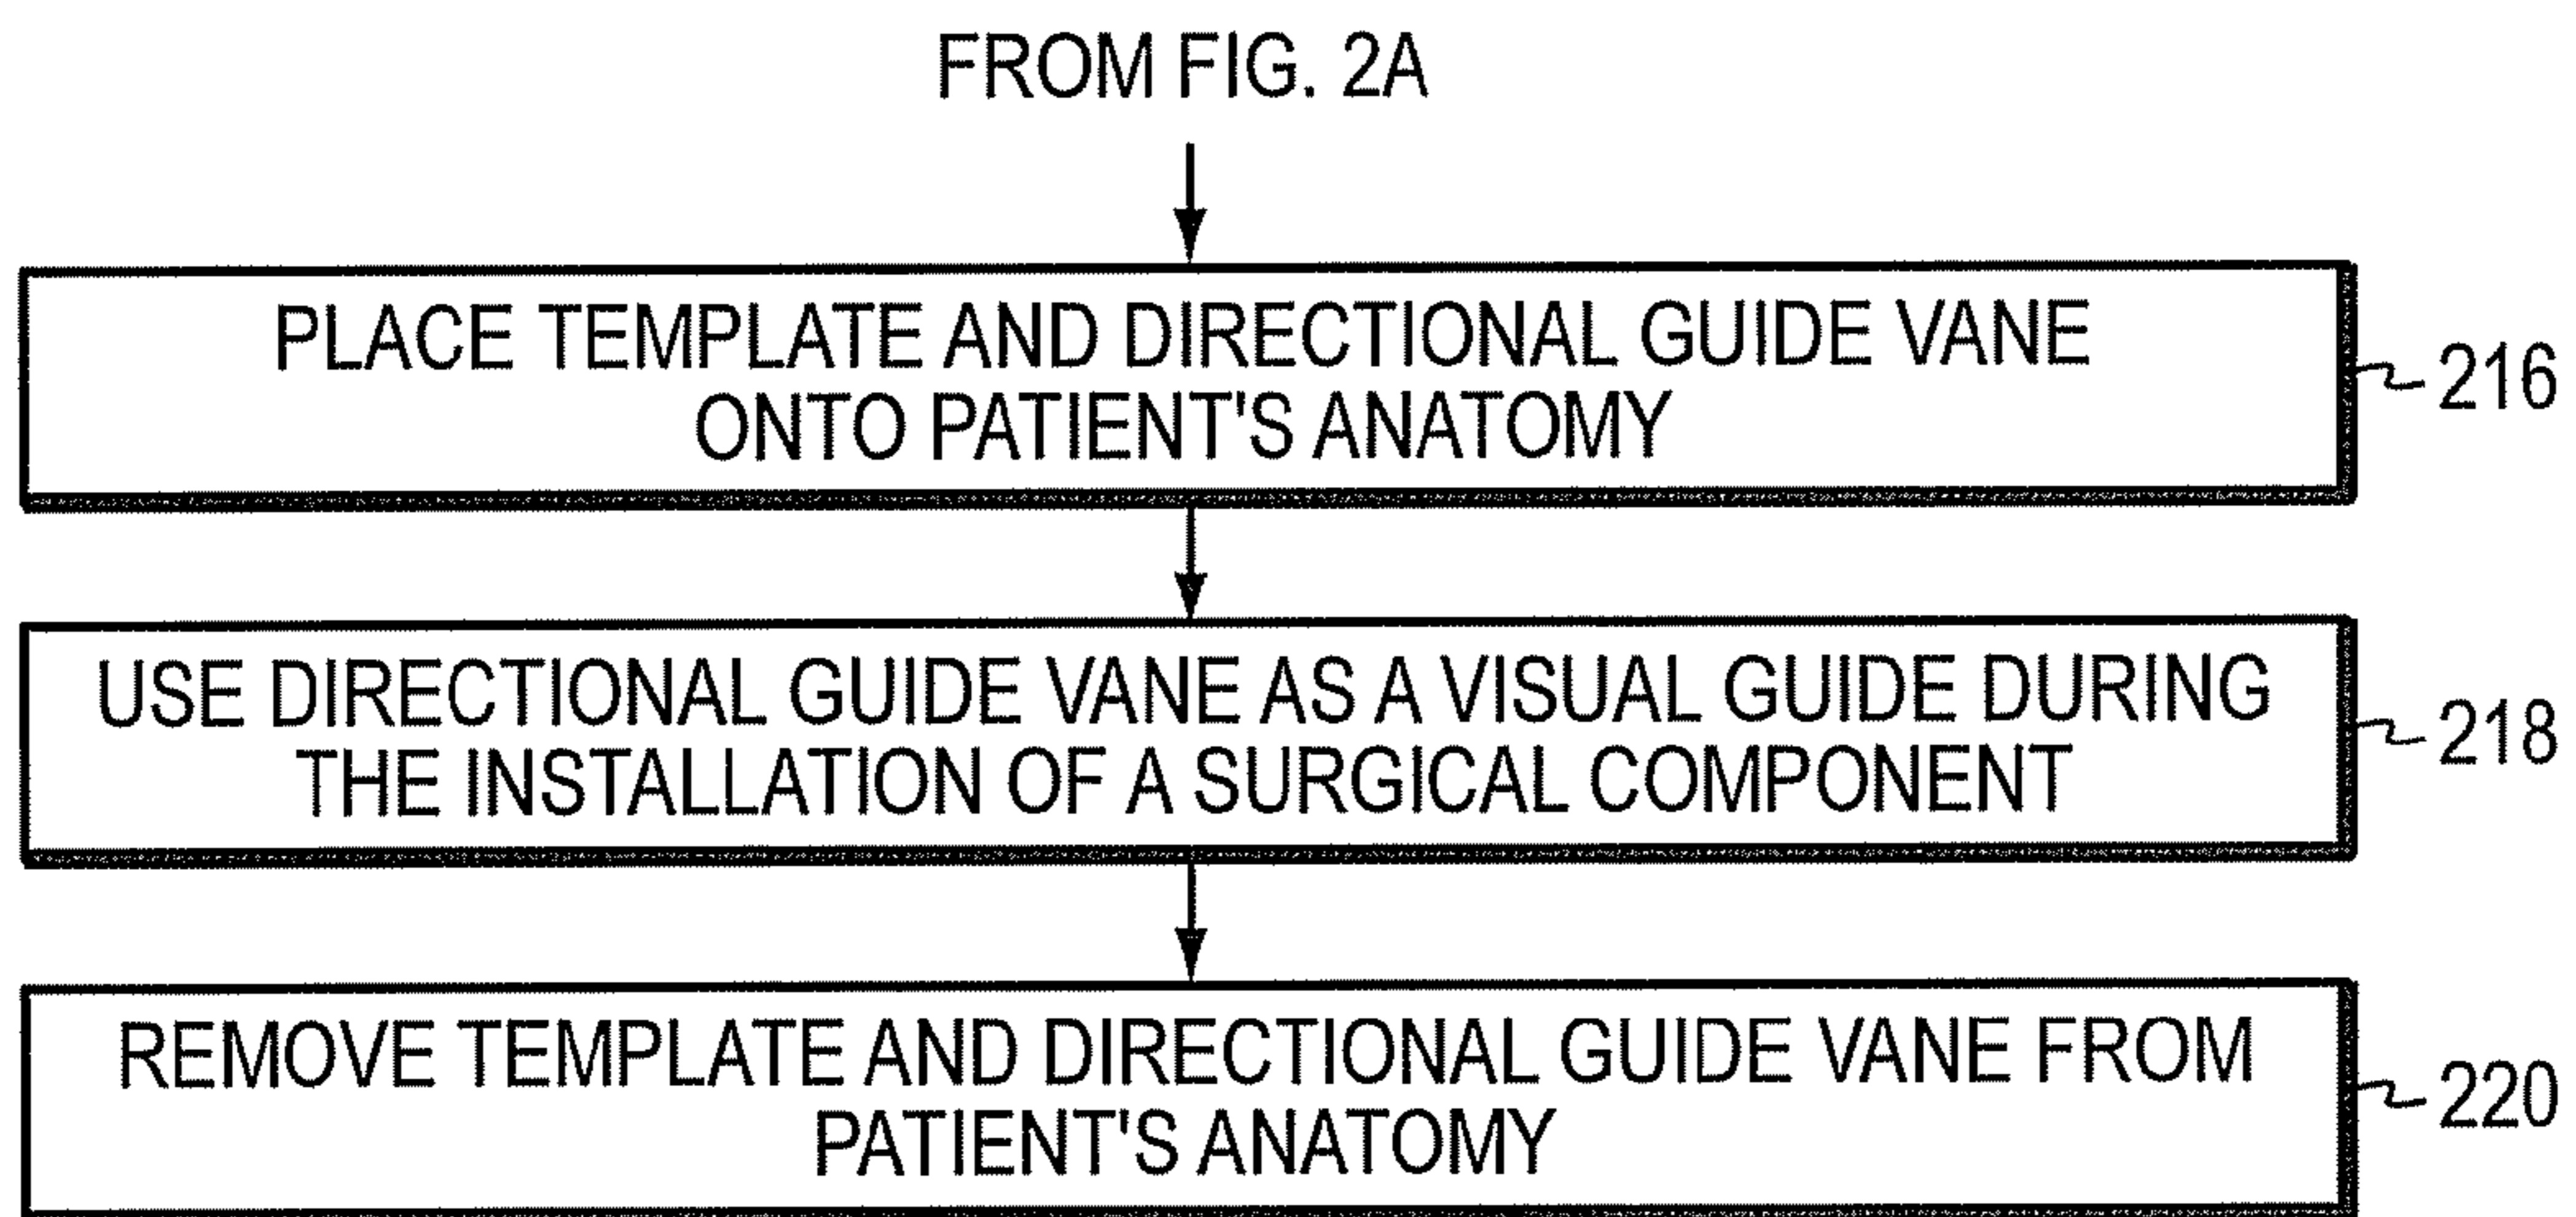 FROM FIG. 2A
PLACE TEMPLATE AND DIRECTIONAL GUIDE VANE
ONTO PATIENT'S ANATOMY
216
USE DIRECTIONAL GUIDE VANE AS A VISUAL GUIDE DURING
THE INSTALLATION OF A SURGICAL COMPONENT
218
REMOVE TEMPLATE AND DIRECTIONAL GUIDE VANE FROM
PATIENT'S ANATOMY
220